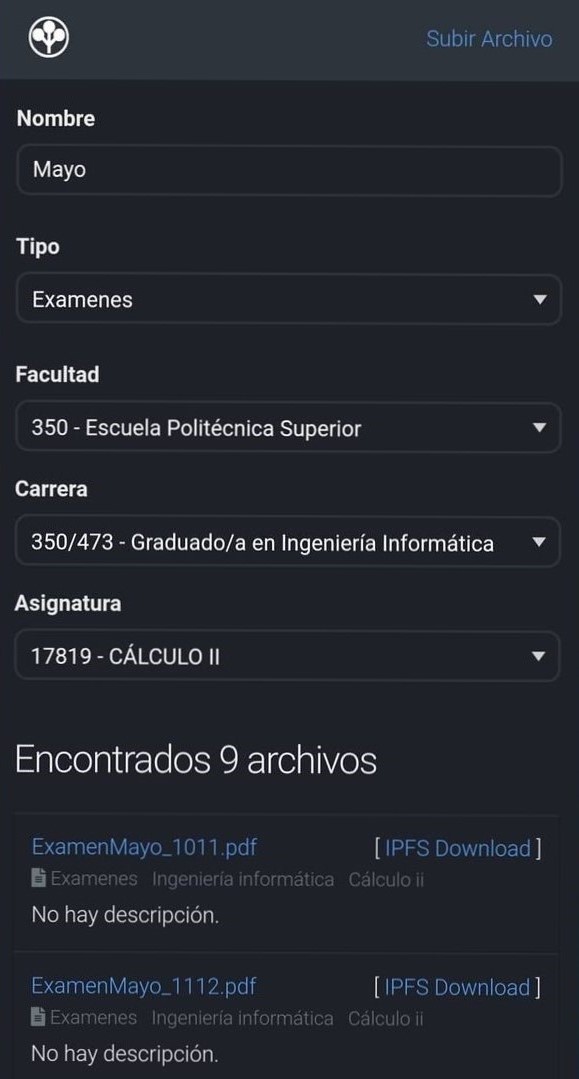 Subir Archivo
Nombre
Mayo
Tipo
Examenes
Facultad
350 - Escuela Politécnica Superior
Carrera
350/473 - Graduado/a en Ingeniería Informática
Asignatura
17819 - CÁLCULO II
Encontrados 9 archivos
ExamenMayo_1011.pdf [ IPFS Download ]
Examenes Ingeniería informática Cálculo ii
No hay descripción.
ExamenMayo_1112.pdf [ IPFS Download ]
Examenes Ingeniería informática Cálculo ii
No hay descripción.